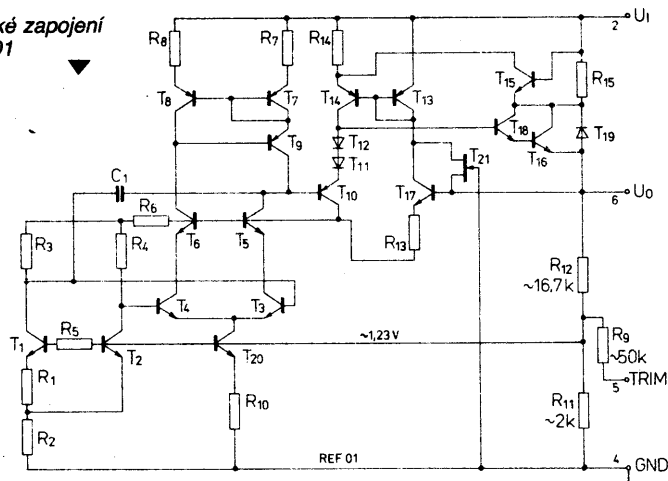 ké zapojení
01
R8
R7
R14
2
UI
T15
R15
T8
T7
T14
T13
T18
T16
T19
T9
T12
T11
T21
C1
T10
T17
6
Uo
R6
R3
R4
T6
T5
R13
R12
~16,7k
T4
T3
T1
R5
T2
T20
~1,23V
R9
~50k
5
TRIM
R1
R10
R11
~2k
R2
REF 01
4
GND